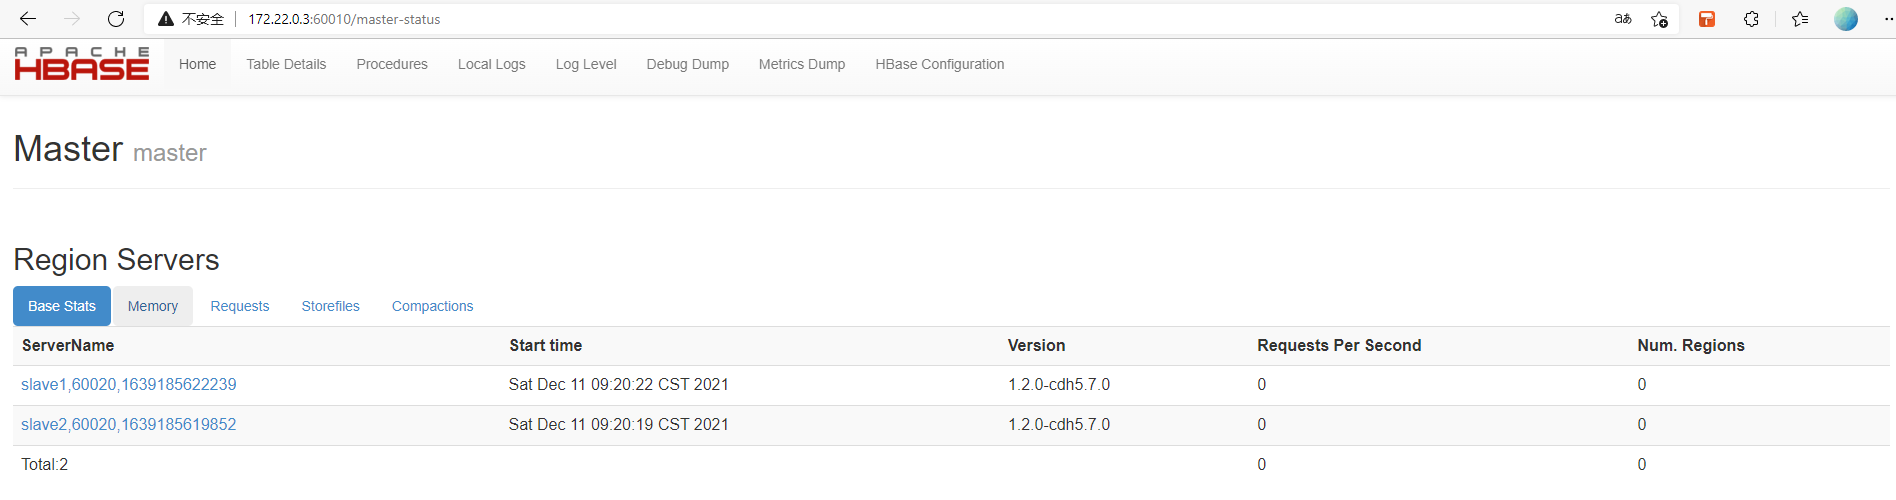 不安全 172.22.0.3:60010/master-status aあ
APACHE
HBASE
Home Table Details Procedures Local Logs Log Level Debug Dump Metrics Dump HBase Configuration
Master master
Region Servers
Base Stats Memory Requests Storefiles Compactions
ServerName Start time Version Requests Per Second Num. Regions
slave1,60020,1639185622239 Sat Dec 11 09:20:22 CST 2021 1.2.0-cdh5.7.0 0 0
slave2,60020,1639185619852 Sat Dec 11 09:20:19 CST 2021 1.2.0-cdh5.7.0 0 0
Total:2 0 0